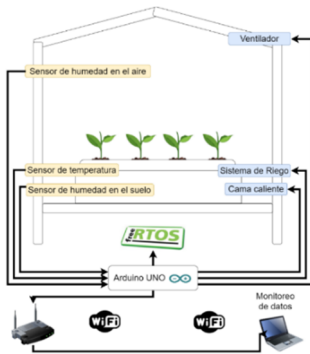 Ventilador
Sensor de humedad en el aire
Sensor de temperatura
Sistema de Riego
Sensor de humedad en el suelo
Cama caliente
free RTOS
Arduino UNO
Monitoreo
de datos
WiFi
WiFi